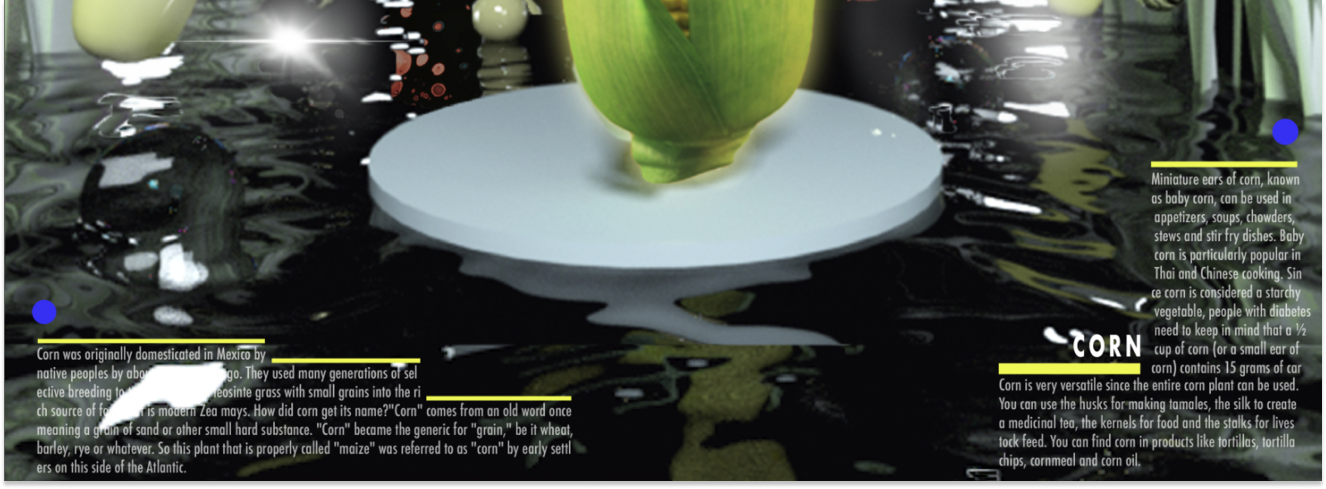 Corn was originally domesticated in Mexico by
native peoples by ago. They used many generations of sel
ective breeding to teosinte grass with small grains into the ri
ch source of is modern Zea mays. How did corn get its name?"Corn" comes from an old word once
meaning a grain of sand or other small hard substance. "Corn" became the generic for "grain," be it wheat,
barley, rye or whatever. So this plant that is properly called "maize" was referred to as "corn" by early settl
ers on this side of the Atlantic.
Miniature ears of corn, known
as baby corn, can be used in
appetizers, soups, chowders,
stews and stir fry dishes. Baby
corn is particularly popular in
Thai and Chinese cooking. Sin
ce corn is considered a starchy
vegetable, people with diabetes
need to keep in mind that a ½
cup of corn (or a small ear of
corn) contains 15 grams of car
CORN
Corn is very versatile since the entire corn plant can be used.
You can use the husks for making tamales, the silk to create
a medicinal tea, the kernels for food and the stalks for lives
tock feed. You can find corn in products like tortillas, tortilla
chips, cornmeal and corn oil.